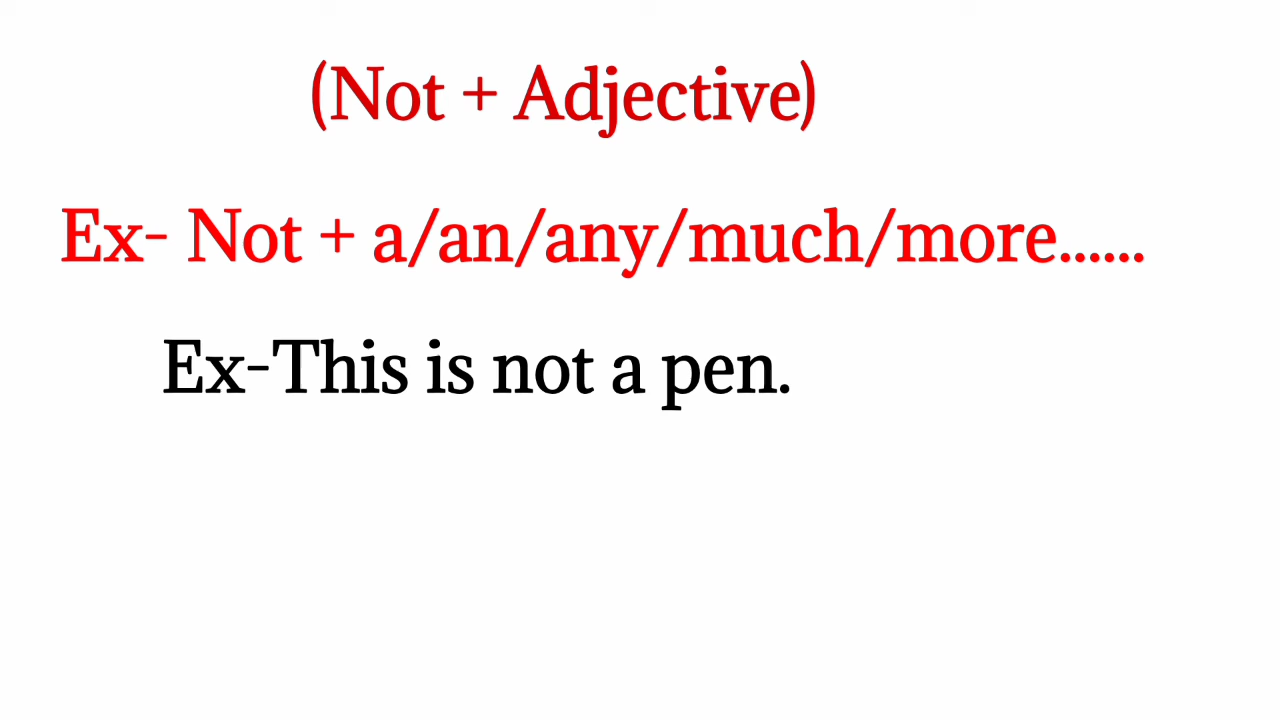 (Not + Adjective)
Ex- Not + a/an/any/much/more......
Ex-This is not a pen.